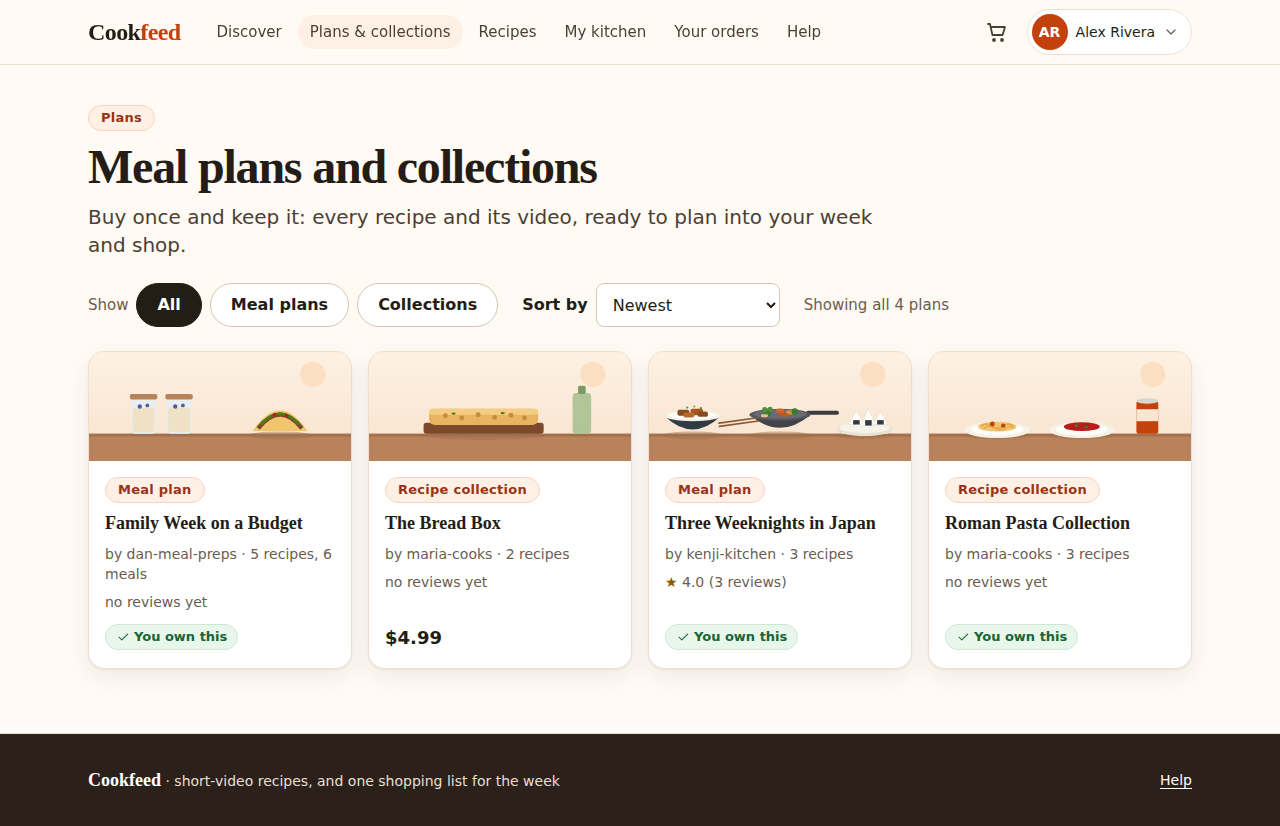 Cookfeed Discover Plans & collections Recipes My kitchen Your orders Help AR Alex Rivera
Plans
Meal plans and collections
Buy once and keep it: every recipe and its video, ready to plan into your week
and shop.
Show All Meal plans Collections Sort by Newest Showing all 4 plans
Meal plan
Family Week on a Budget
by dan-meal-preps · 5 recipes, 6
meals
no reviews yet
✓ You own this
Recipe collection
The Bread Box
by maria-cooks · 2 recipes
no reviews yet
$4.99
Meal plan
Three Weeknights in Japan
by kenji-kitchen · 3 recipes
★ 4.0 (3 reviews)
✓ You own this
Recipe collection
Roman Pasta Collection
by maria-cooks · 3 recipes
no reviews yet
✓ You own this
Cookfeed · short-video recipes, and one shopping list for the week Help